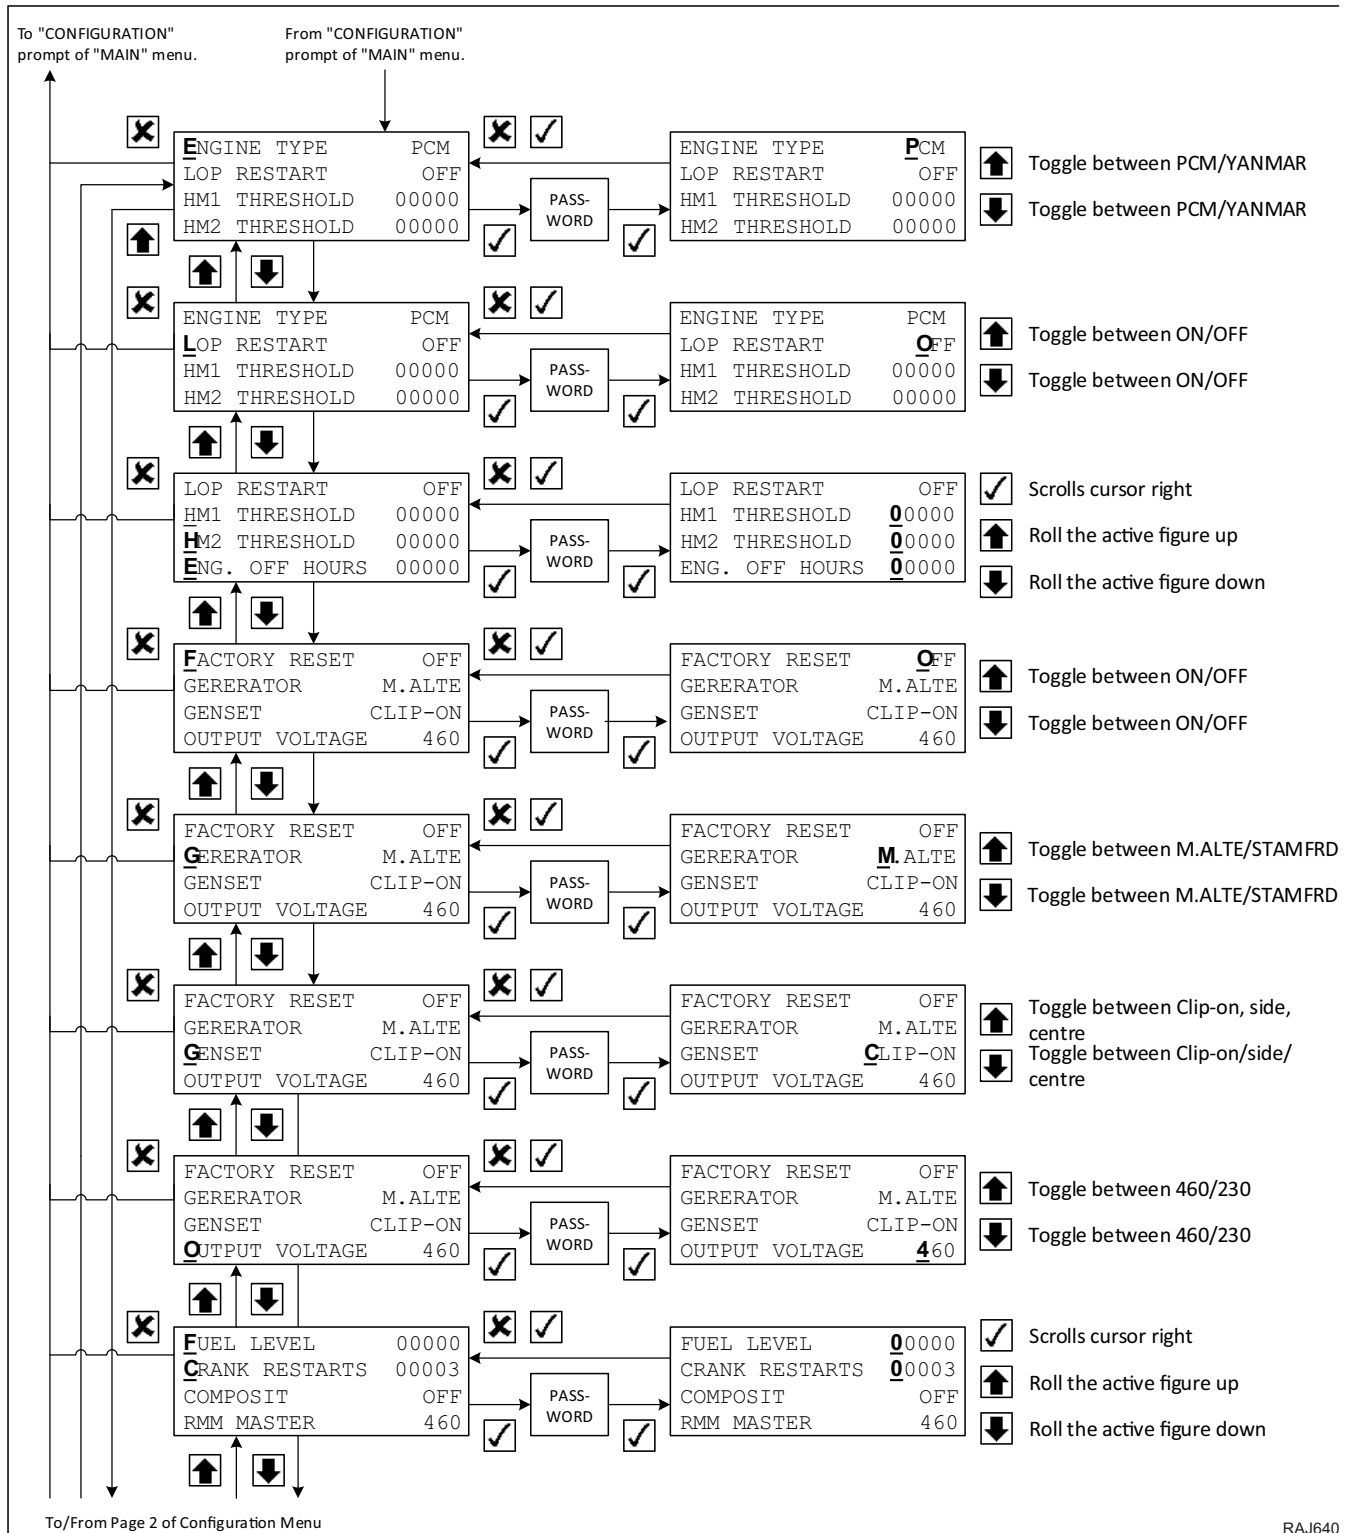 To "CONFIGURATION"
prompt of "MAIN" menu.
From "CONFIGURATION"
prompt of "MAIN" menu.
ENGINE TYPE PCM
LOP RESTART OFF
HM1 THRESHOLD 00000
HM2 THRESHOLD 00000
PASS-
WORD
ENGINE TYPE PCM
LOP RESTART OFF
HM1 THRESHOLD 00000
HM2 THRESHOLD 00000
Toggle between PCM/YANMAR
Toggle between PCM/YANMAR
ENGINE TYPE PCM
LOP RESTART OFF
HM1 THRESHOLD 00000
HM2 THRESHOLD 00000
PASS-
WORD
ENGINE TYPE PCM
LOP RESTART OFF
HM1 THRESHOLD 00000
HM2 THRESHOLD 00000
Toggle between ON/OFF
Toggle between ON/OFF
LOP RESTART OFF
HM1 THRESHOLD 00000
HM2 THRESHOLD 00000
ENG. OFF HOURS 00000
PASS-
WORD
LOP RESTART OFF
HM1 THRESHOLD 00000
HM2 THRESHOLD 00000
ENG. OFF HOURS 00000
Scrolls cursor right
Roll the active figure up
Roll the active figure down
FACTORY RESET OFF
GERERATOR M.ALTE
GENSET CLIP-ON
OUTPUT VOLTAGE 460
PASS-
WORD
FACTORY RESET OFF
GERERATOR M.ALTE
GENSET CLIP-ON
OUTPUT VOLTAGE 460
Toggle between ON/OFF
Toggle between ON/OFF
FACTORY RESET OFF
GERERATOR M.ALTE
GENSET CLIP-ON
OUTPUT VOLTAGE 460
PASS-
WORD
FACTORY RESET OFF
GERERATOR M.ALTE
GENSET CLIP-ON
OUTPUT VOLTAGE 460
Toggle between M.ALTE/STAMFRD
Toggle between M.ALTE/STAMFRD
FACTORY RESET OFF
GERERATOR M.ALTE
GENSET CLIP-ON
OUTPUT VOLTAGE 460
PASS-
WORD
FACTORY RESET OFF
GERERATOR M.ALTE
GENSET CLIP-ON
OUTPUT VOLTAGE 460
Toggle between Clip-on, side,
centre
Toggle between Clip-on/side/
centre
FACTORY RESET OFF
GERERATOR M.ALTE
GENSET CLIP-ON
OUTPUT VOLTAGE 460
PASS-
WORD
FACTORY RESET OFF
GERERATOR M.ALTE
GENSET CLIP-ON
OUTPUT VOLTAGE 460
Toggle between 460/230
Toggle between 460/230
FUEL LEVEL 00000
CRANK RESTARTS 00003
COMPOSIT OFF
RMM MASTER 460
PASS-
WORD
FUEL LEVEL 00000
CRANK RESTARTS 00003
COMPOSIT OFF
RMM MASTER 460
Scrolls cursor right
Roll the active figure up
Roll the active figure down
To/From Page 2 of Configuration Menu
RAJ640